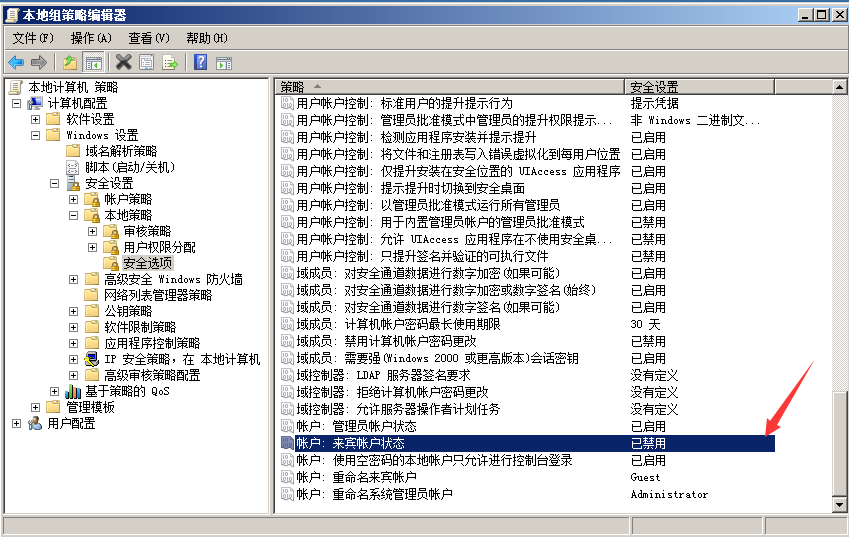 本地组策略编辑器
文件(F) 操作(A) 查看(V) 帮助(H)
本地计算机 策略
计算机配置
软件设置
Windows 设置
域名解析策略
脚本(启动/关机)
安全设置
帐户策略
本地策略
审核策略
用户权限分配
安全选项
高级安全 Windows 防火墙
网络列表管理器策略
公钥策略
软件限制策略
应用程序控制策略
IP 安全策略，在 本地计算机
高级审核策略配置
基于策略的 QoS
管理模板
用户配置
策略 安全设置
用户帐户控制: 标准用户的提升提示行为 提示凭据
用户帐户控制: 管理员批准模式中管理员的提升权限提示... 非 Windows 二进制文...
用户帐户控制: 检测应用程序安装并提示提升 已启用
用户帐户控制: 将文件和注册表写入错误虚拟化到每用户位置 已启用
用户帐户控制: 仅提升安装在安全位置的 UIAccess 应用程序 已启用
用户帐户控制: 提示提升时切换到安全桌面 已启用
用户帐户控制: 以管理员批准模式运行所有管理员 已启用
用户帐户控制: 用于内置管理员帐户的管理员批准模式 已禁用
用户帐户控制: 允许 UIAccess 应用程序在不使用安全桌... 已禁用
用户帐户控制: 只提升签名并验证的可执行文件 已禁用
域成员: 对安全通道数据进行数字加密(如果可能) 已启用
域成员: 对安全通道数据进行数字加密或数字签名(始终) 已启用
域成员: 对安全通道数据进行数字签名(如果可能) 已启用
域成员: 计算机帐户密码最长使用期限 30 天
域成员: 禁用计算机帐户密码更改 已禁用
域成员: 需要强(Windows 2000 或更高版本)会话密钥 已启用
域控制器: LDAP 服务器签名要求 没有定义
域控制器: 拒绝计算机帐户密码更改 没有定义
域控制器: 允许服务器操作者计划任务 没有定义
帐户: 管理员帐户状态 已启用
帐户: 来宾帐户状态 已禁用
帐户: 使用空密码的本地帐户只允许进行控制台登录 已启用
帐户: 重命名来宾帐户 Guest
帐户: 重命名系统管理员帐户 Administrator